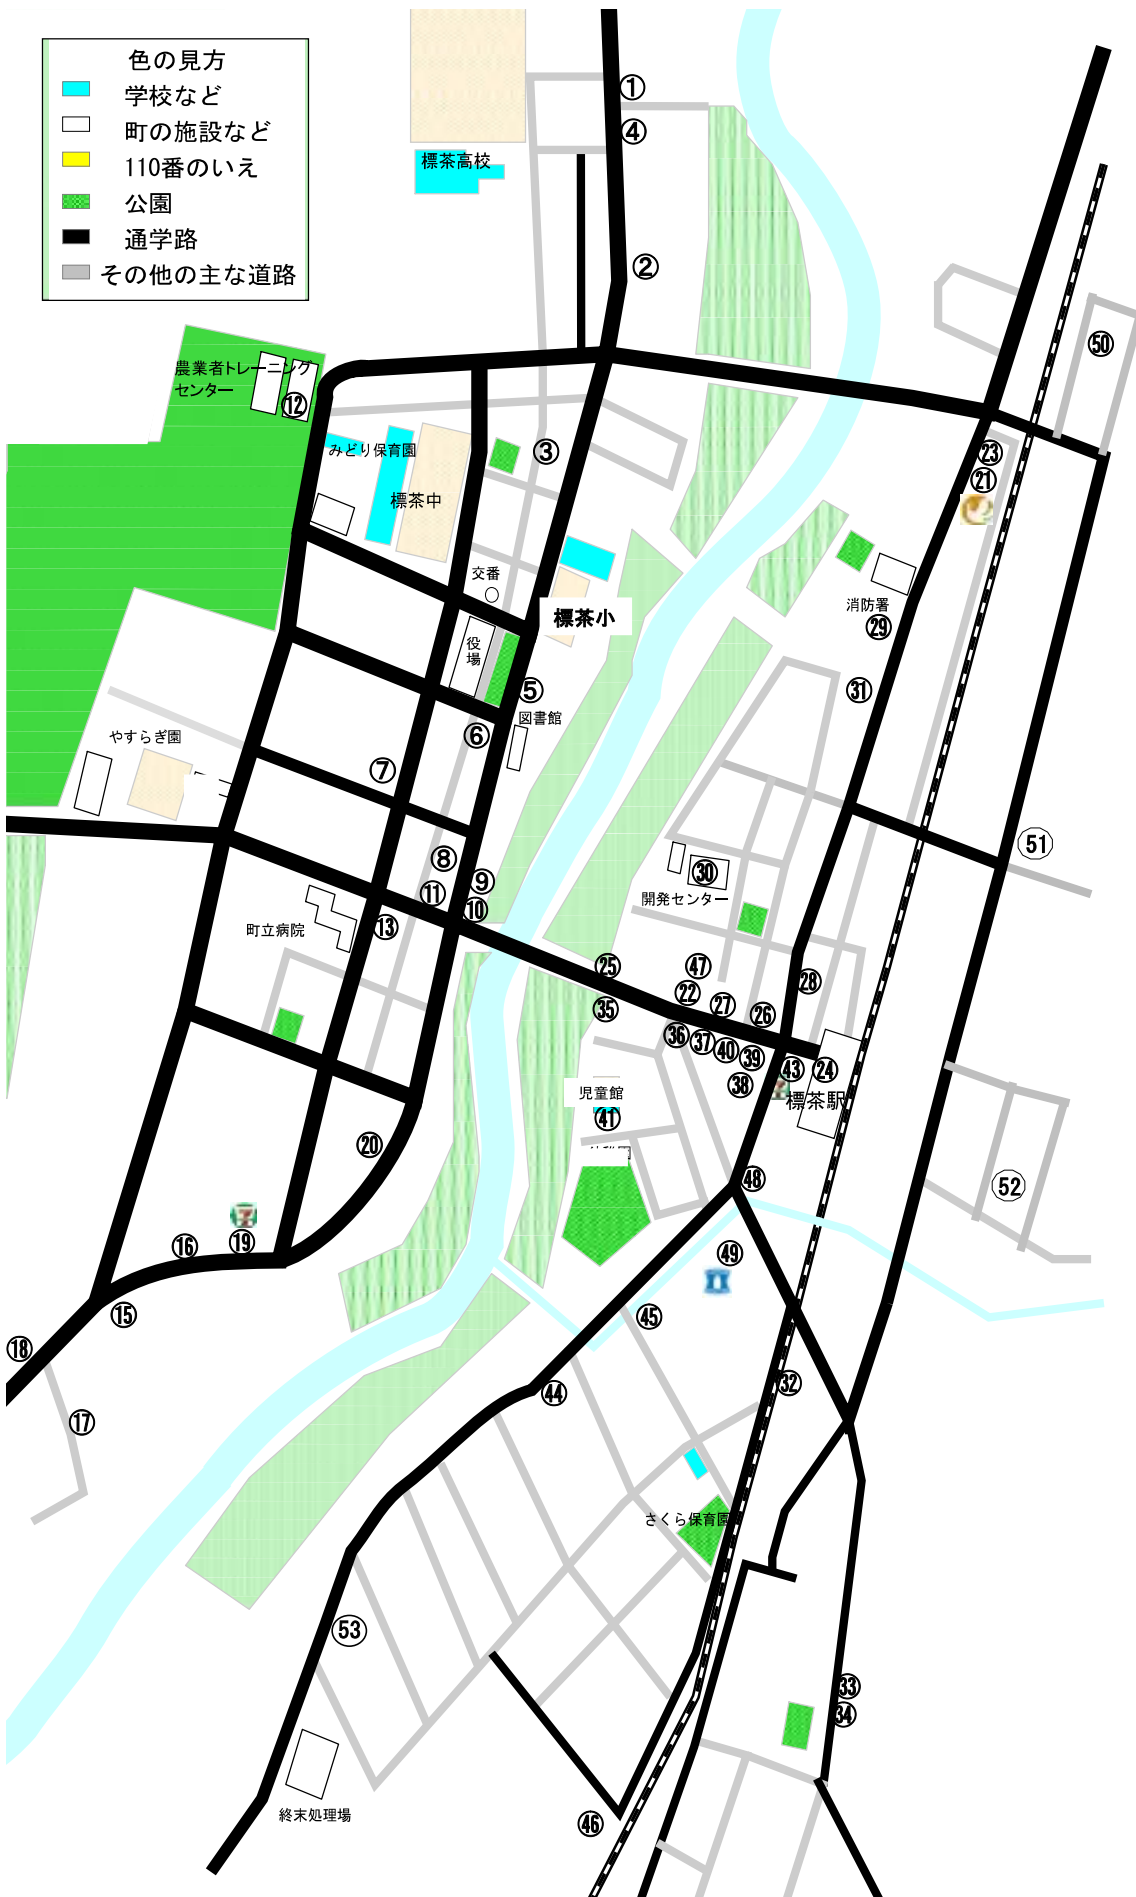 色の見方
学校など
町の施設など
110番のいえ
公園
通学路
その他の主な道路
①
④
標茶高校
②
農業者トレーニング
センター
⑫
みどり保育園
標茶中
③
㊿
㉓
㉑
交番
標茶小
役場
消防署
㉙
⑤
図書館
㉛
⑥
やすらぎ園
⑦
⑧
⑨
⑩
⑪
51
㉚
開発センター
町立病院
⑬
㉕
㊼
㉘
㉒
㉗
㉖
㉟
㊱
㊲
㊵
㊴
㊳
㊸
㉔
標茶駅
児童館
㊶
⑳
㊽
52
⑯
⑲
7
㊾
⑮
㊺
⑱
㉜
㊹
⑰
さくら保育園
53
㉝
㉞
終末処理場
㊻